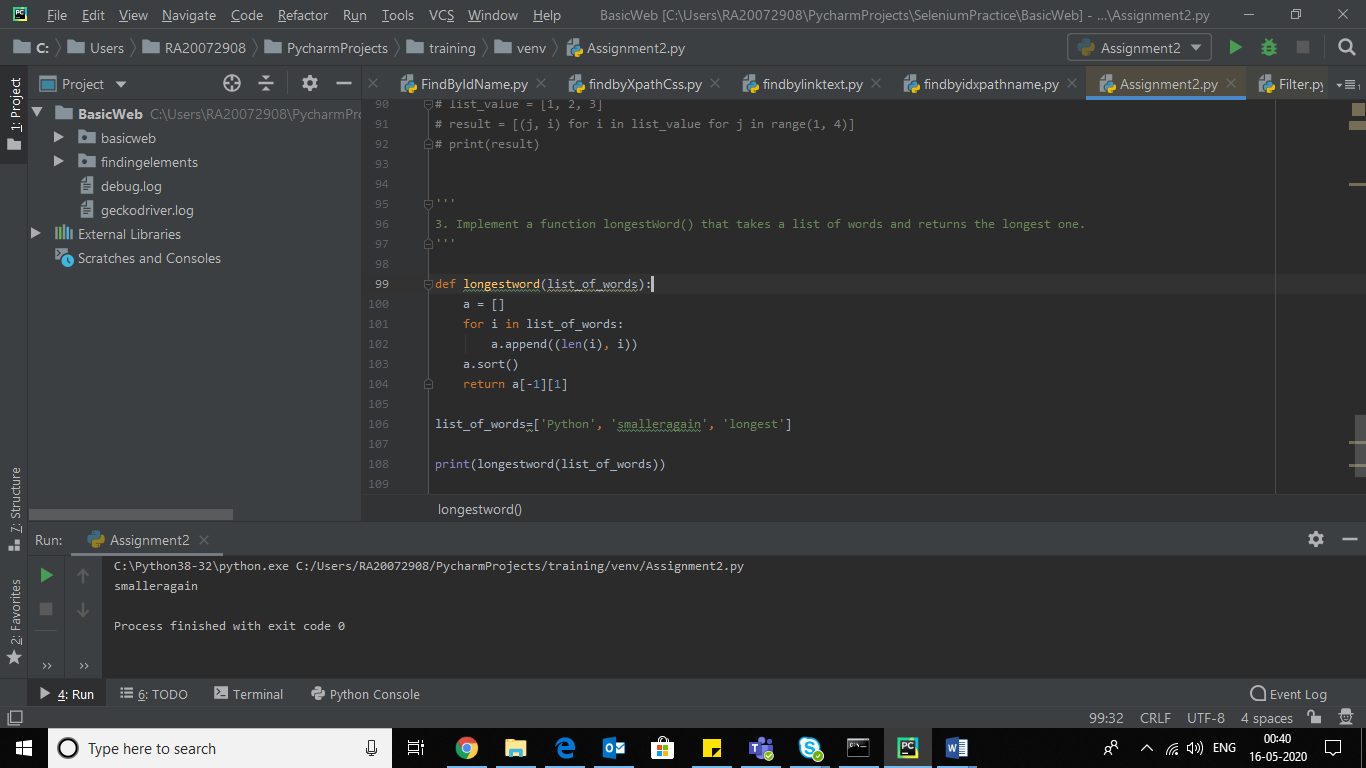 File Edit View Navigate Code Refactor Run Tools VCS Window Help BasicWeb [C:\Users\RA20072908\PycharmProjects\SeleniumPractice\BasicWeb] - ...\Assignment2.py
C: Users RA20072908 PycharmProjects training venv Assignment2.py Assignment2
1: Project
Project
FindByIdName.py findbyXpathCss.py findbylinktext.py findbyidxpathname.py Assignment2.py Filter.py
BasicWeb C:\Users\RA20072908\PycharmPr
basicweb
findingelements
debug.log
geckodriver.log
External Libraries
Scratches and Consoles
90 # list_value = [1, 2, 3]
91 # result = [(j, i) for i in list_value for j in range(1, 4)]
92 # print(result)
93
94
95 '''
96 3. Implement a function longestWord() that takes a list of words and returns the longest one.
97 '''
98
99 def longestword(list_of_words):
100 a = []
101 for i in list_of_words:
102 a.append((len(i), i))
103 a.sort()
104 return a[-1][1]
105
106 list_of_words=['Python', 'smalleragain', 'longest']
107
108 print(longestword(list_of_words))
109
longestword()
7: Structure
2: Favorites
Run: Assignment2
C:\Python38-32\python.exe C:/Users/RA20072908/PycharmProjects/training/venv/Assignment2.py
smalleragain
Process finished with exit code 0
4: Run 6: TODO Terminal Python Console Event Log
99:32 CRLF UTF-8 4 spaces
Type here to search
ENG
00:40
16-05-2020